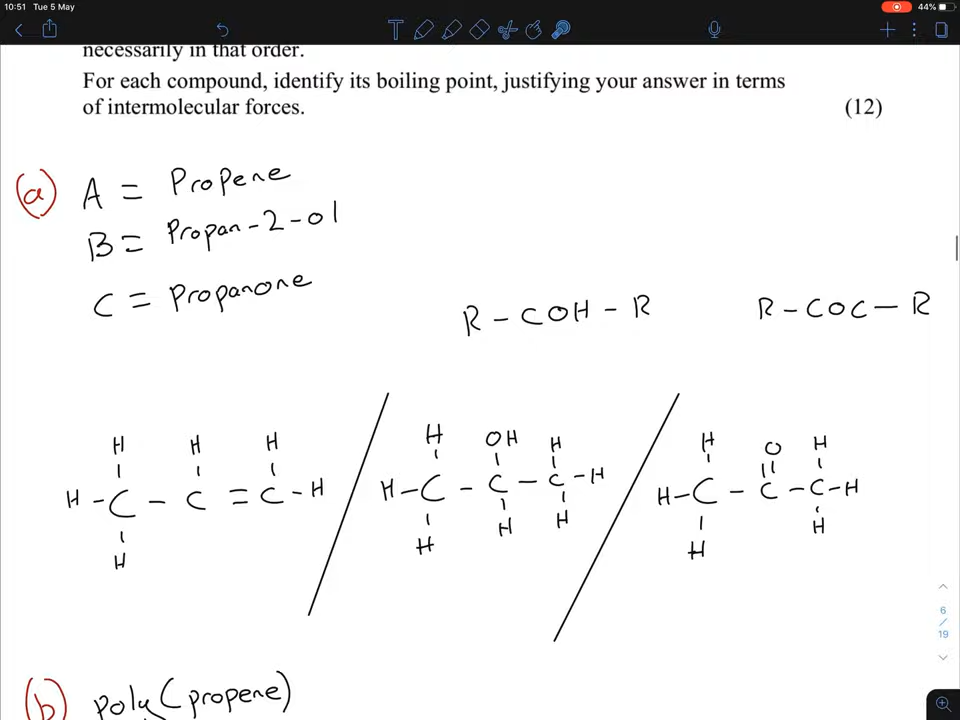 10:51 Tue 5 May
44%
necessarily in that order.
For each compound, identify its boiling point, justifying your answer in terms
of intermolecular forces. (12)
(a) A = Propene
B = Propan-2-ol
C = Propanone
R - COH - R
R - COC - R
H H H
H - C - C = C - H
H
H OH H
H - C - C - C - H
H H H
H O H
H - C - C - C - H
H H
6
/
19
(b) poly(propene)